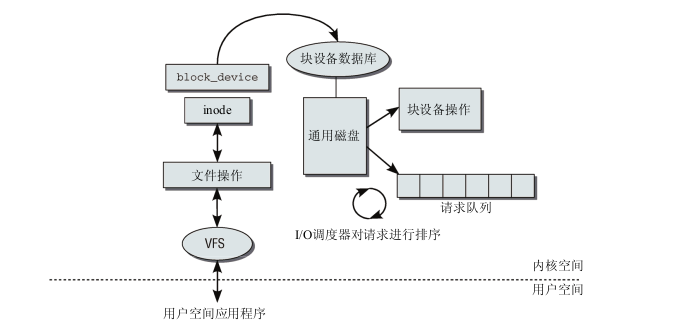 块设备数据库
block_device
inode
通用磁盘
块设备操作
文件操作
请求队列
I/O调度器对请求进行排序
VFS
内核空间
用户空间
用户空间应用程序